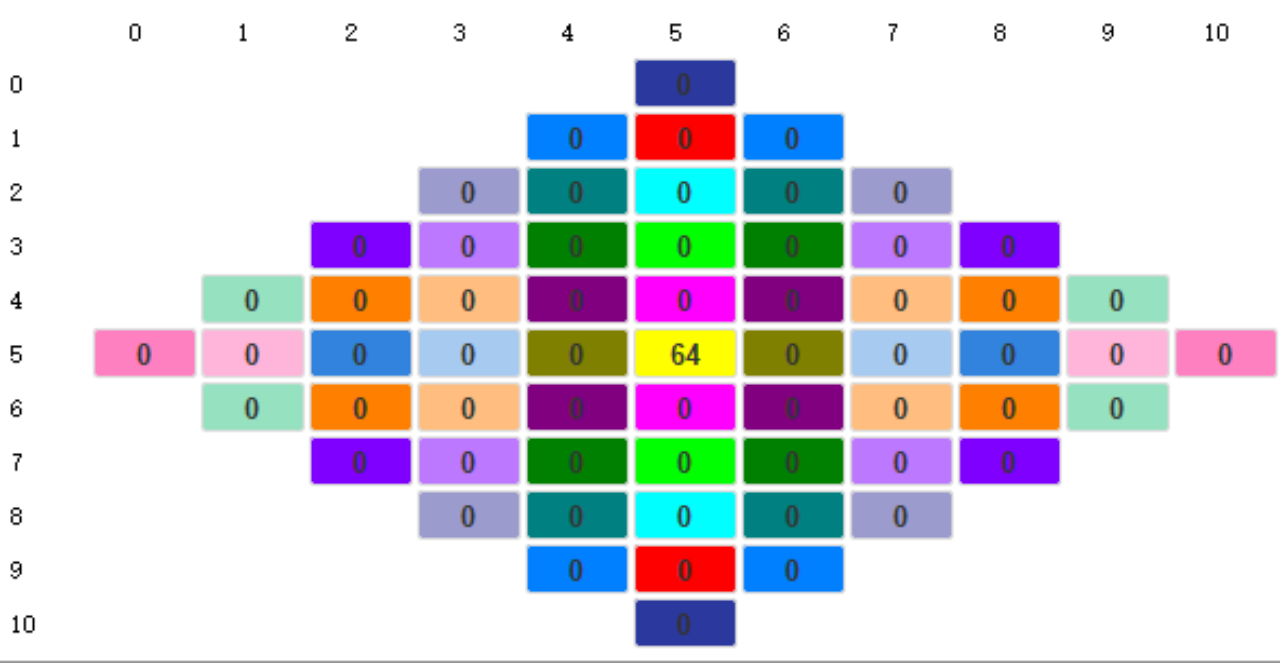 0 1 2 3 4 5 6 7 8 9 10
0 0
1 0 0 0
2 0 0 0 0 0
3 0 0 0 0 0 0 0
4 0 0 0 0 0 0 0 0 0
5 0 0 0 0 0 64 0 0 0 0 0
6 0 0 0 0 0 0 0 0 0
7 0 0 0 0 0 0 0
8 0 0 0 0 0
9 0 0 0
10 0